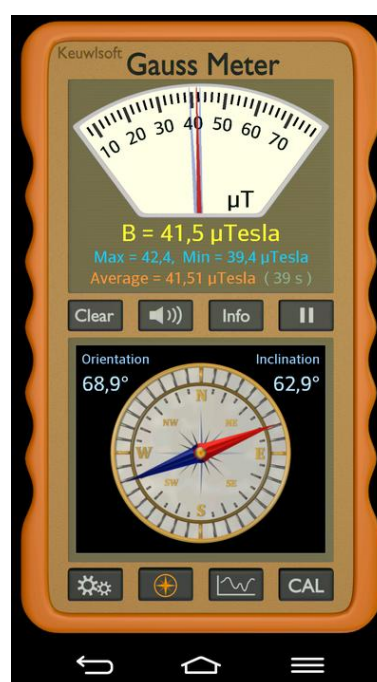 Keuwlsoft
Gauss Meter
10 20 30 40 50 60 70
µT
B = 41,5 µTesla
Max = 42,4, Min = 39,4 µTesla
Average = 41,51 µTesla (39 s)
Clear Info
Orientation Inclination
68,9° 62,9°
N
NW NE
W E
SW SE
S
CAL